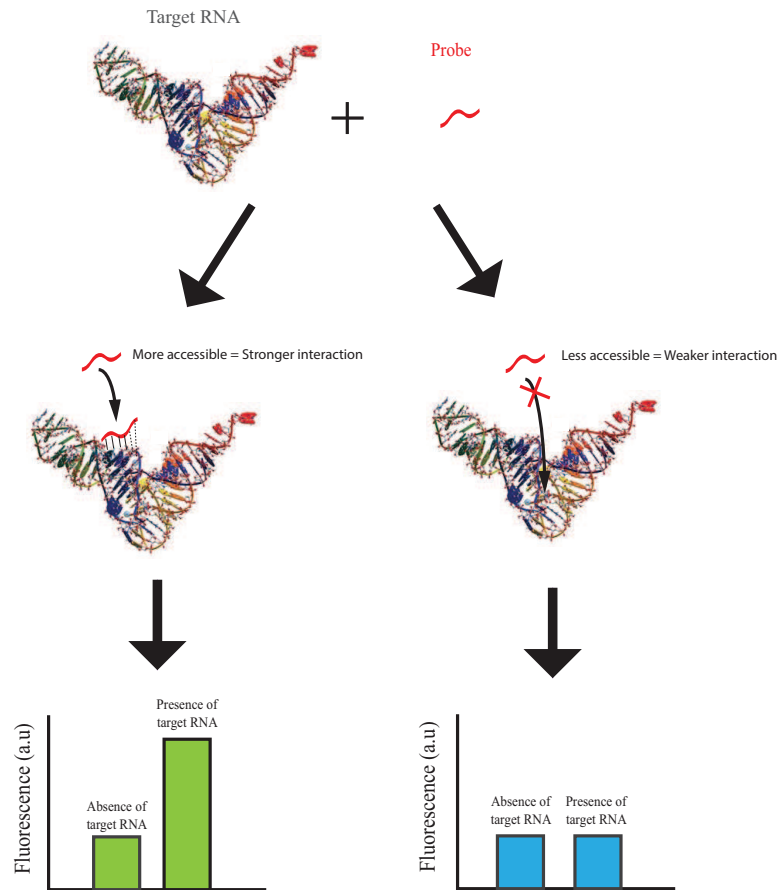 Target RNA
Probe
More accessible = Stronger interaction
Less accessible = Weaker interaction
Fluorescence (a.u)
Absence of
target RNA
Presence of
target RNA
Fluorescence (a.u)
Absence of
target RNA
Presence of
target RNA